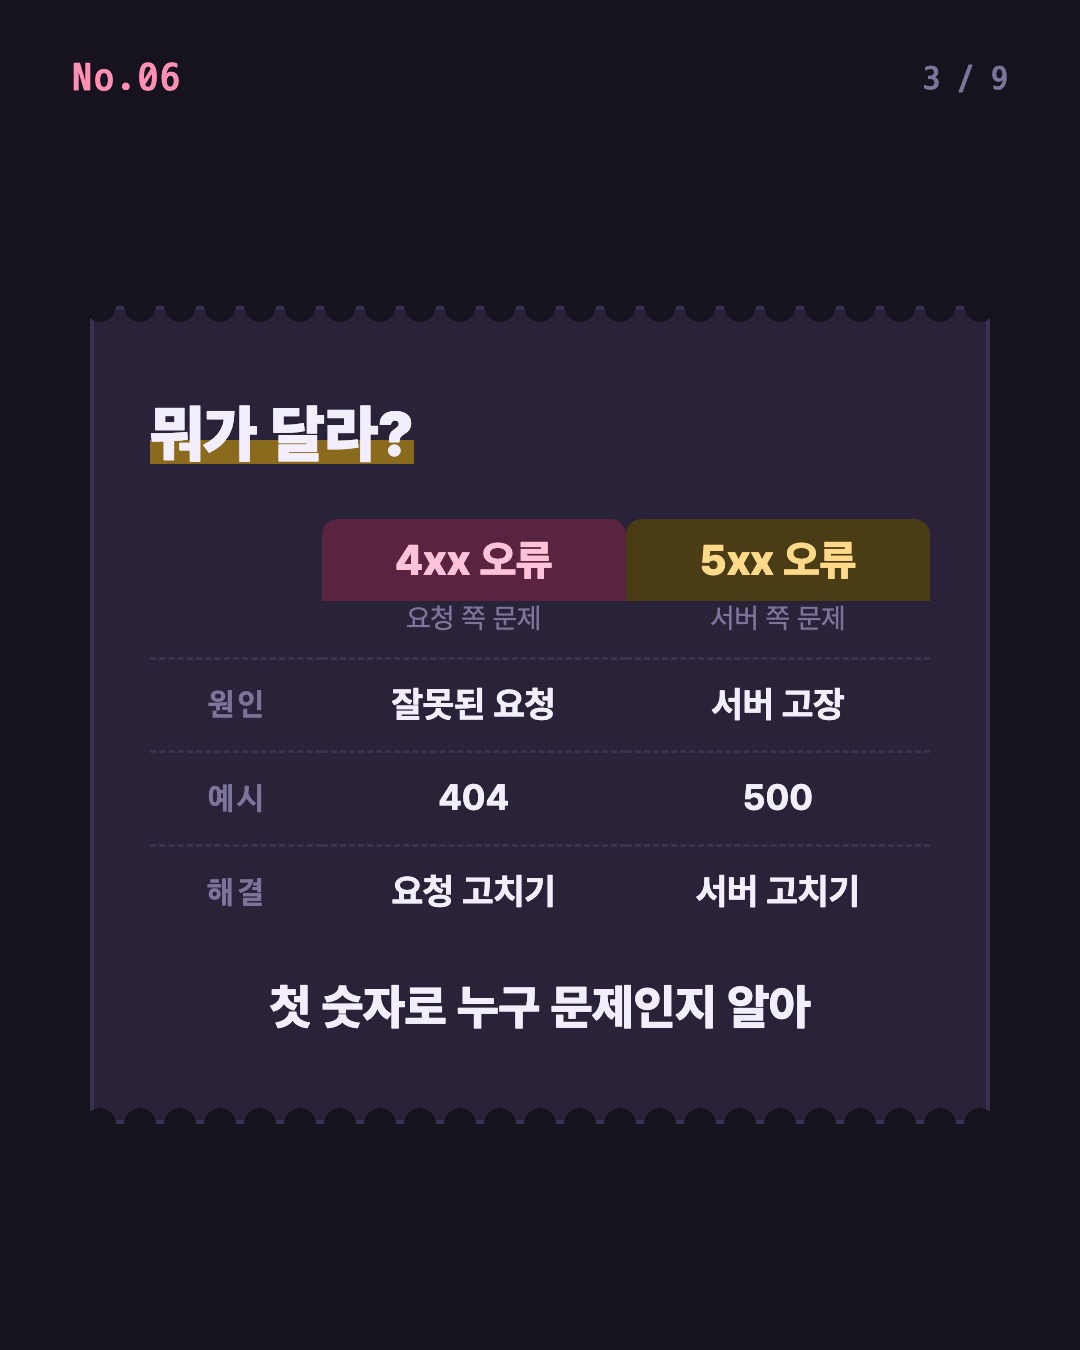 No.06
3 / 9
뭐가 달라?
4xx 오류 5xx 오류
요청 쪽 문제 서버 쪽 문제
원인 잘못된 요청 서버 고장
예시 404 500
해결 요청 고치기 서버 고치기
첫 숫자로 누구 문제인지 알아